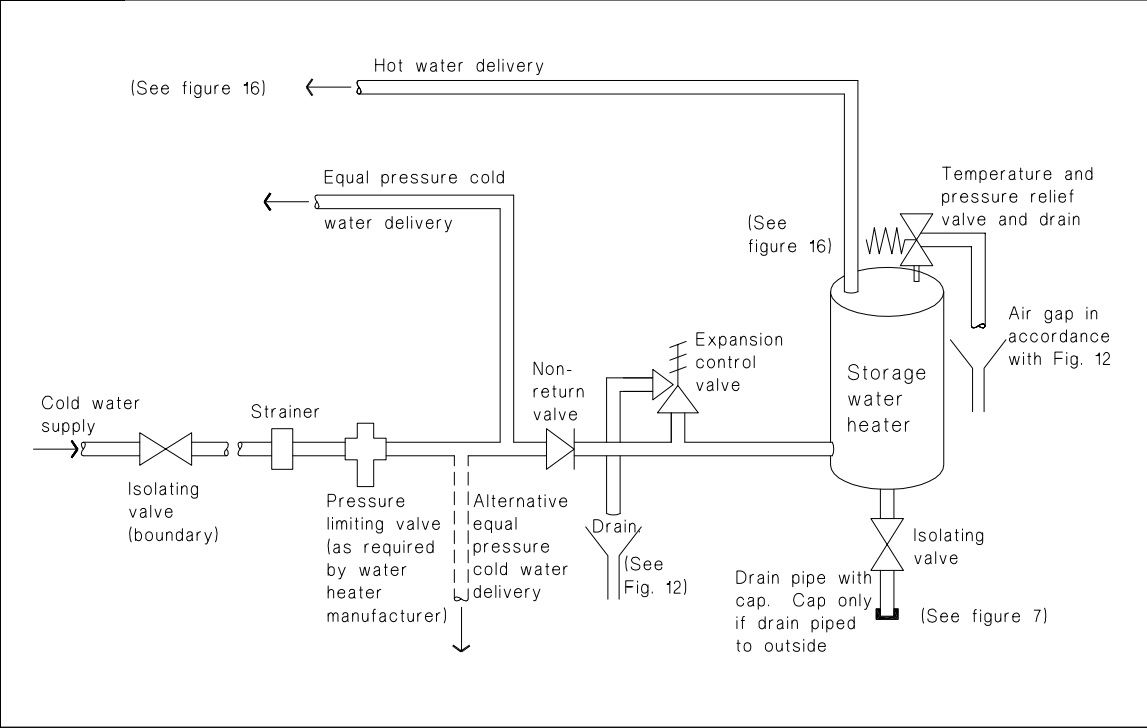 Hot water delivery
(See figure 16)
Equal pressure cold
water delivery
Temperature and
pressure relief
valve and drain
(See
figure 16)
Air gap in
accordance
with Fig. 12
Expansion
control
valve
Non-
return
valve
Storage
water
heater
Cold water
supply
Strainer
Isolating
valve
(boundary)
Pressure
limiting valve
(as required
by water
heater
manufacturer)
Alternative
equal
pressure
cold water
delivery
Drain
(See
Fig. 12)
Isolating
valve
Drain pipe with
cap. Cap only
if drain piped
to outside
(See figure 7)